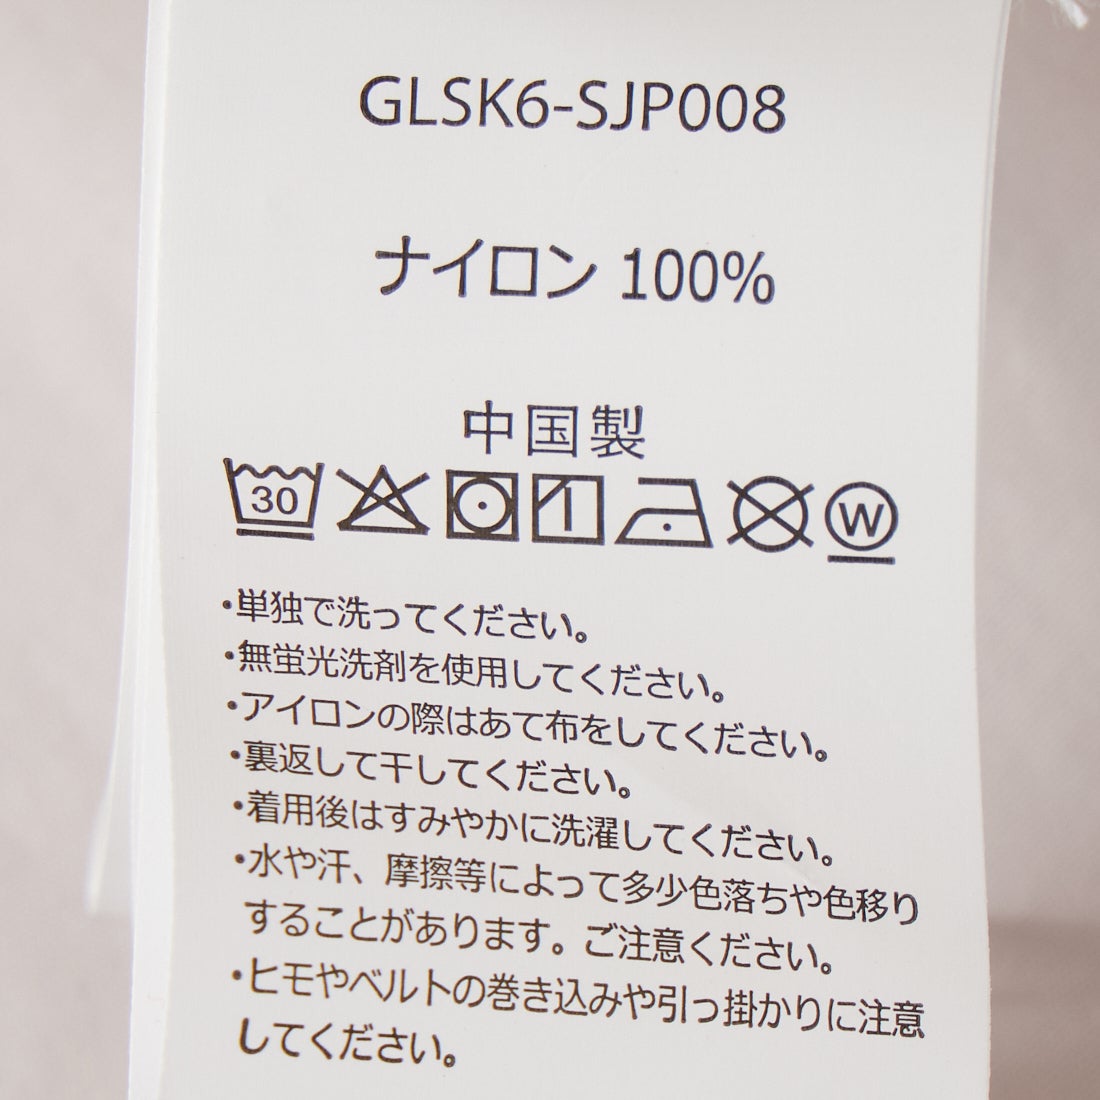 GLSK6-SJP008
ナイロン 100%
中国製
30 W
・単独で洗ってください。
・無蛍光洗剤を使用してください。
・アイロンの際はあて布をしてください。
・裏返して干してください。
・着用後はすみやかに洗濯してください。
・水や汗、摩擦等によって多少色落ちや色移り
することがあります。ご注意ください。
・ヒモやベルトの巻き込みや引っ掛かりに注意
してください。